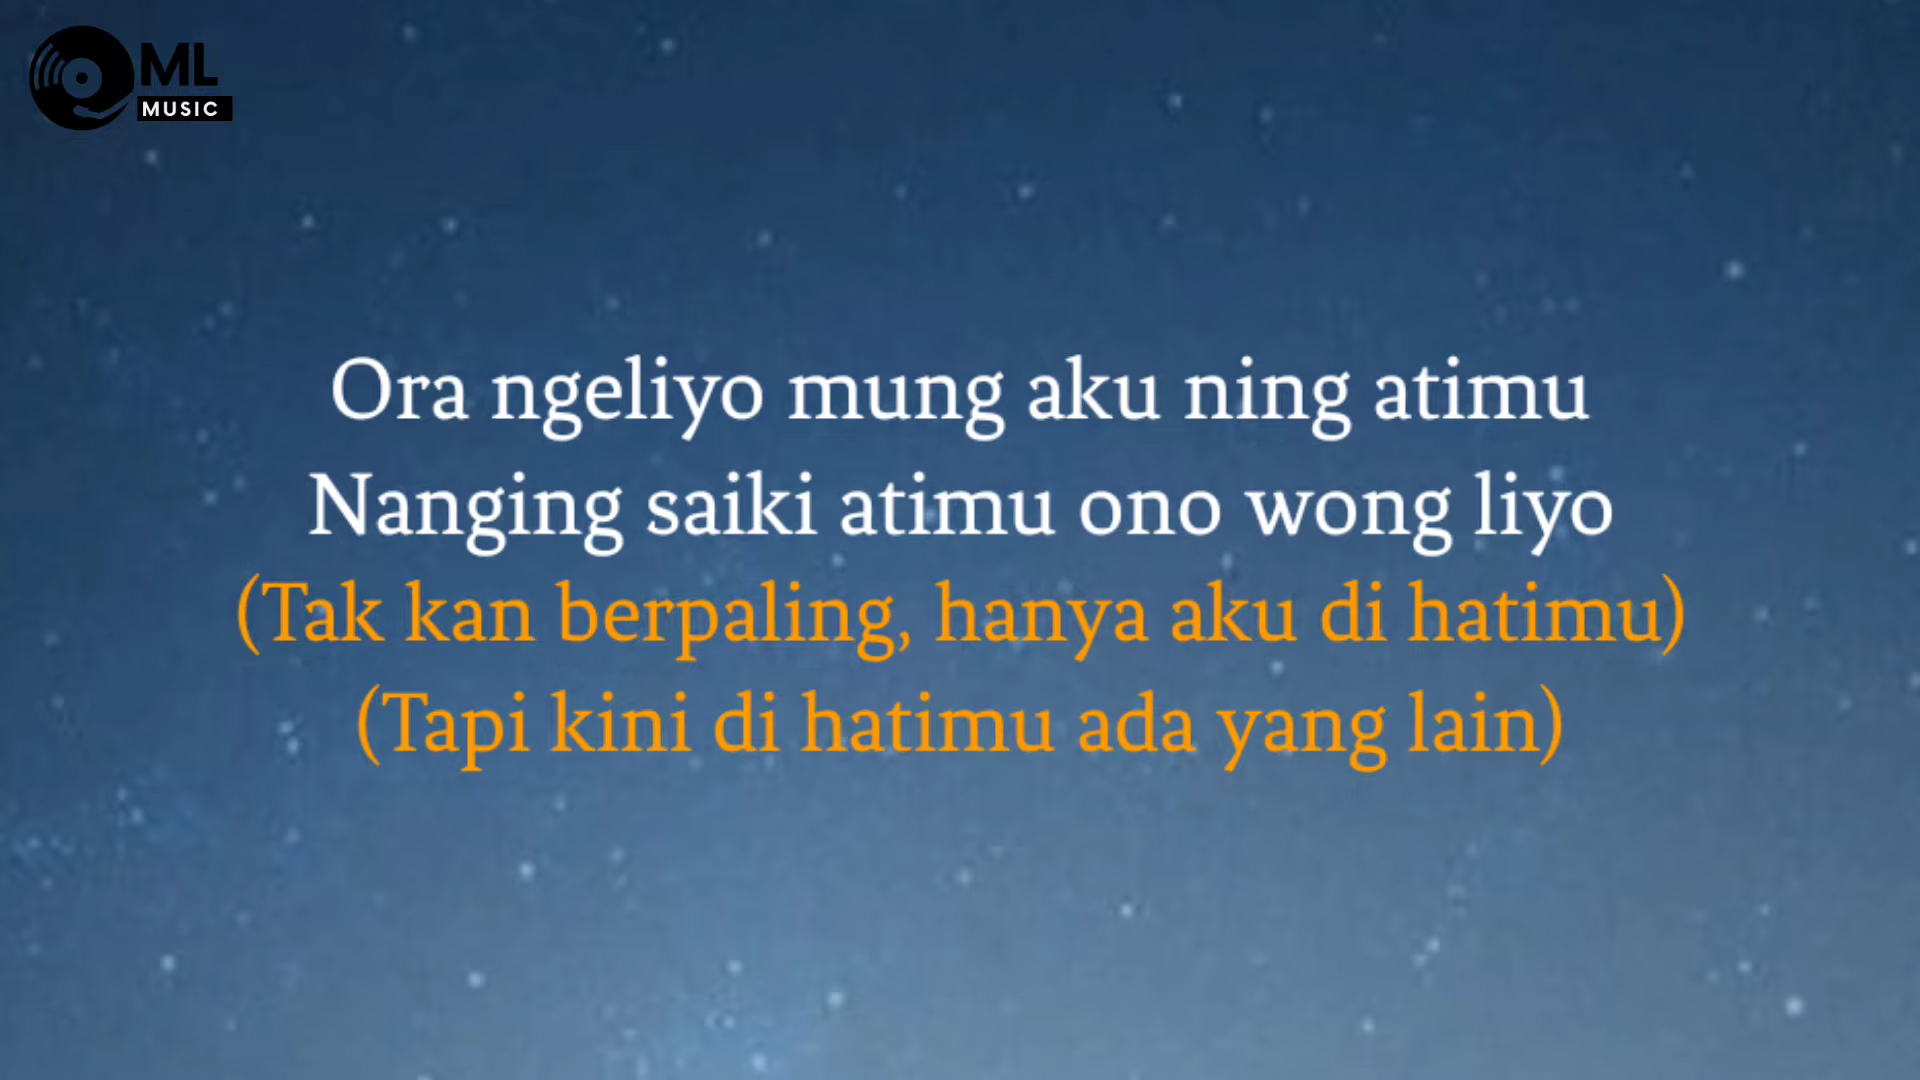 ML
MUSIC
Ora ngeliyo mung aku ning atimu
Nanging saiki atimu ono wong liyo
(Tak kan berpaling, hanya aku di hatimu)
(Tapi kini di hatimu ada yang lain)